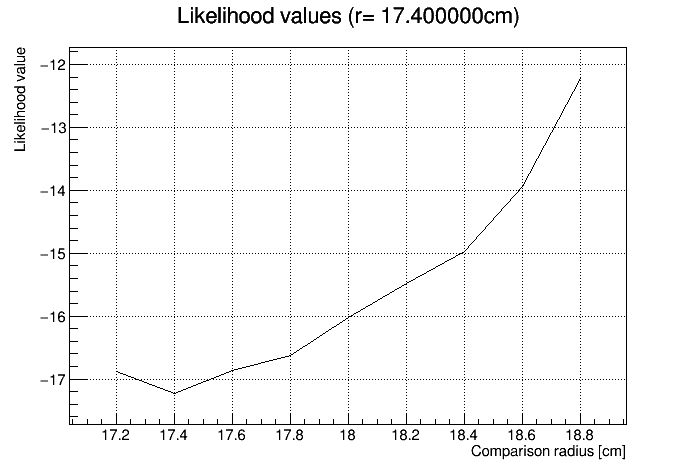 Likelihood values (r= 17.400000cm)
Likelihood value
−12
−13
−14
−15
−16
−17
17.2 17.4 17.6 17.8 18 18.2 18.4 18.6 18.8
Comparison radius [cm]